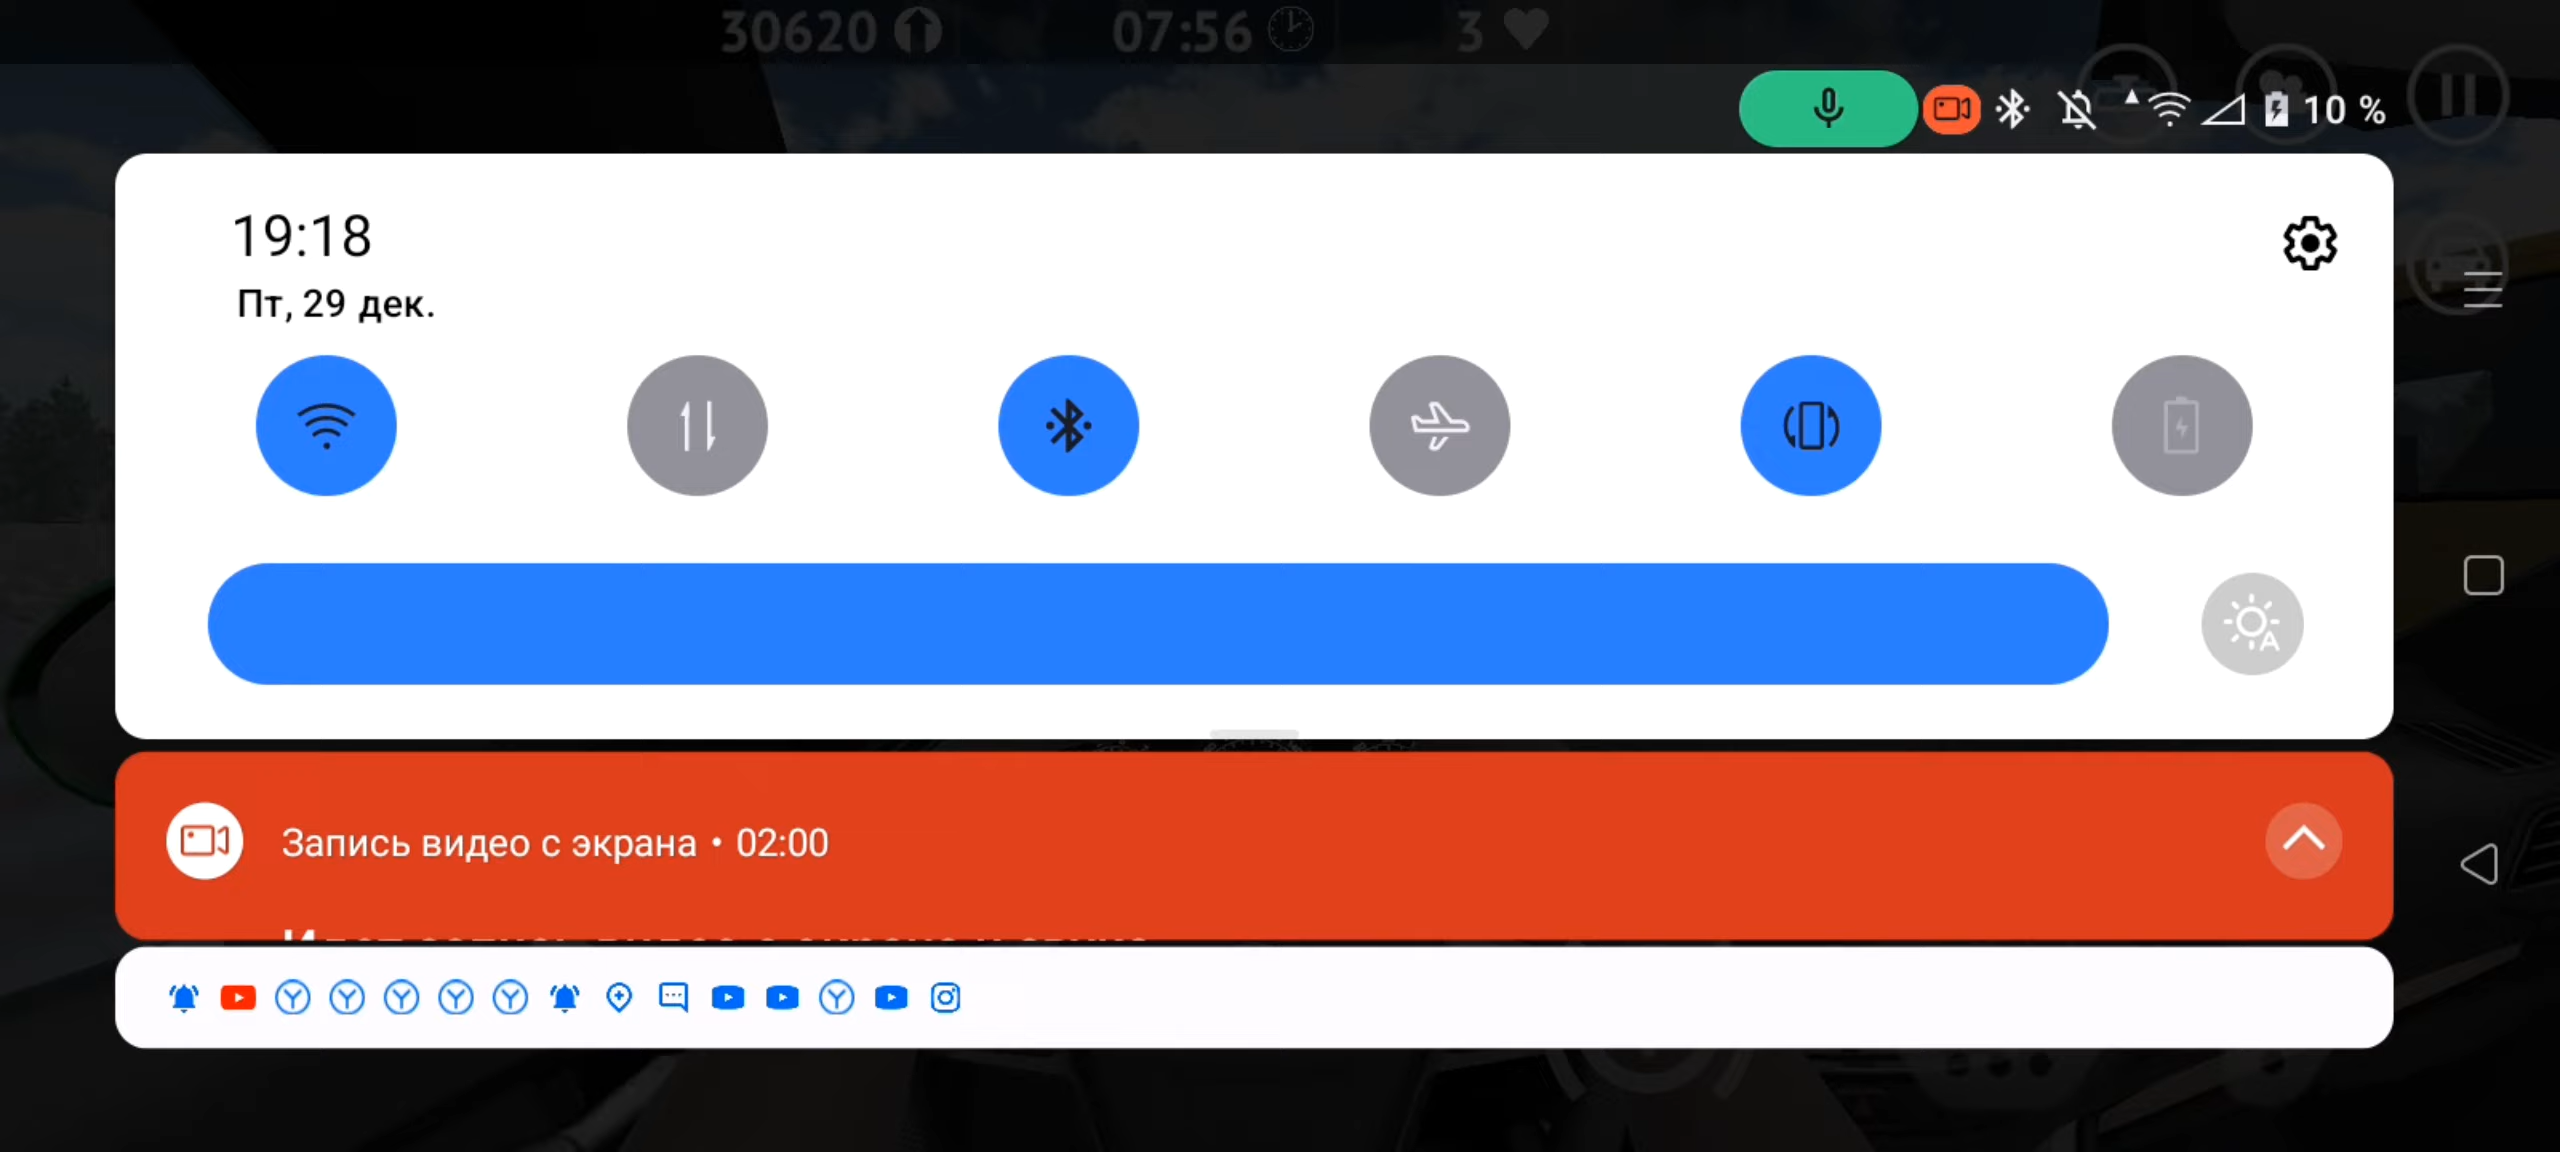 30620 07:56 3
10 %
19:18
Пт, 29 дек.
A
Запись видео с экрана • 02:00